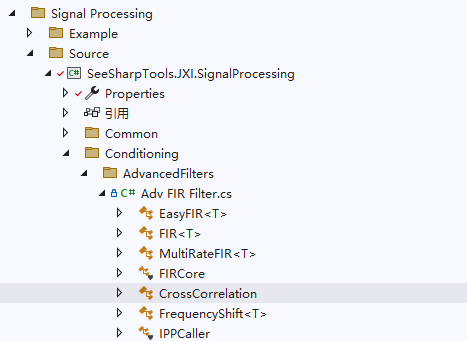 Signal Processing
Example
Source
SeeSharpTools.JXI.SignalProcessing
Properties
引用
Common
Conditioning
AdvancedFilters
C# Adv FIR Filter.cs
EasyFIR<T>
FIR<T>
MultiRateFIR<T>
FIRCore
CrossCorrelation
FrequencyShift<T>
IPPCaller